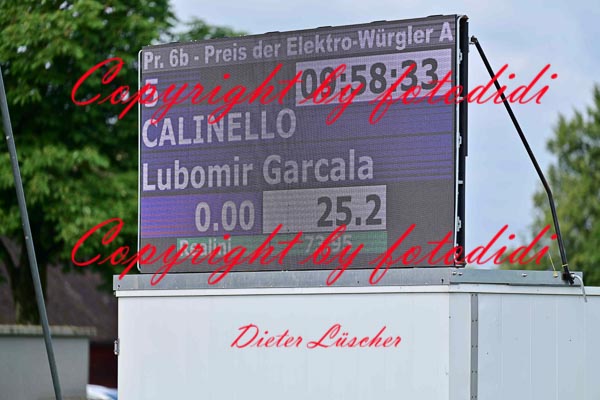 Pr. 6b - Preis der Elektro-Würgler A
00:58:33
Copyright by fotodidi
CALINELLO
Lubomir Garcala
0.00 25.2
Copyright by fotodidi
Dieter Lüscher